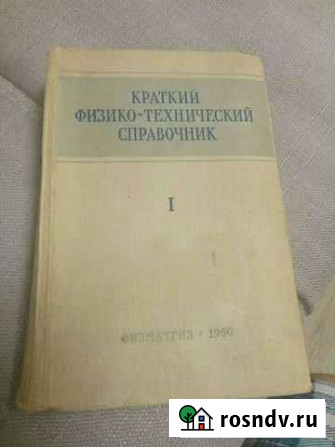 КРАТКИЙ
ФИЗИКО-ТЕХНИЧЕСКИЙ
СПРАВОЧНИК
I
ФИЗМАТГИЗ • 1960
rosndv.ru